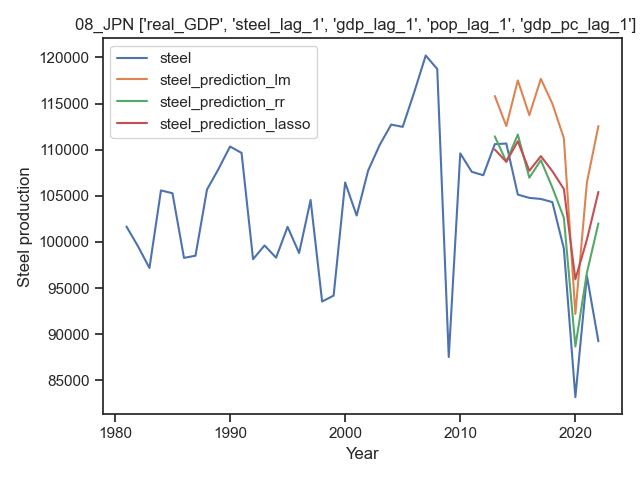 08_JPN ['real_GDP', 'steel_lag_1', 'gdp_lag_1', 'pop_lag_1', 'gdp_pc_lag_1']
steel
steel_prediction_lm
steel_prediction_rr
steel_prediction_lasso
120000
115000
110000
105000
100000
95000
90000
85000
Steel production
1980
1990
2000
2010
2020
Year